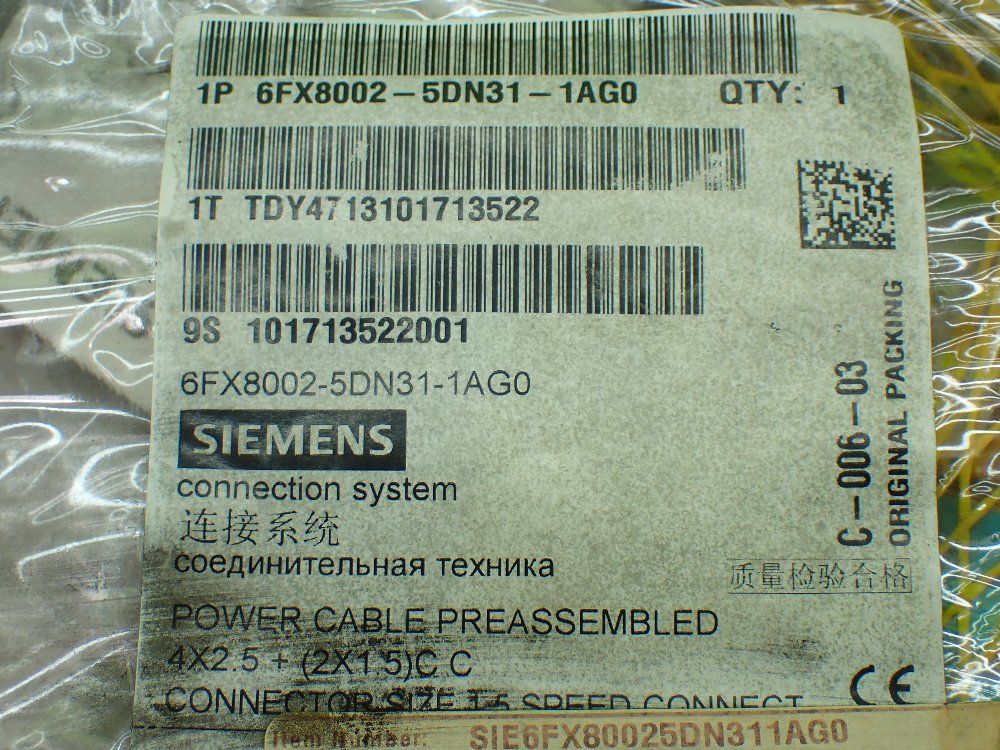 1P 6FX8002-5DN31-1AG0 QTY: 1
1T TDY4713101713522
9S 101713522001
6FX8002-5DN31-1AG0
SIEMENS
connection system
连接系统
соединительная техника
C-006-03
ORIGINAL PACKING
质量检验合格
POWER CABLE PREASSEMBLED
4X2.5 + (2X1.5)C C
CONNECTOR SIZE 1.5 SPEED CONNECT
CE
Item Number: SIE6FX80025DN311AG0